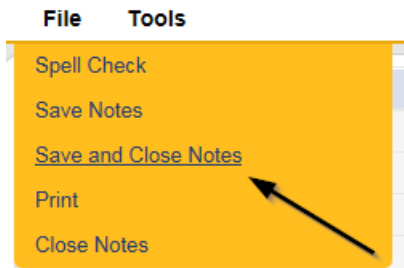 File Tools
Spell Check
Save Notes
Save and Close Notes
Print
Close Notes